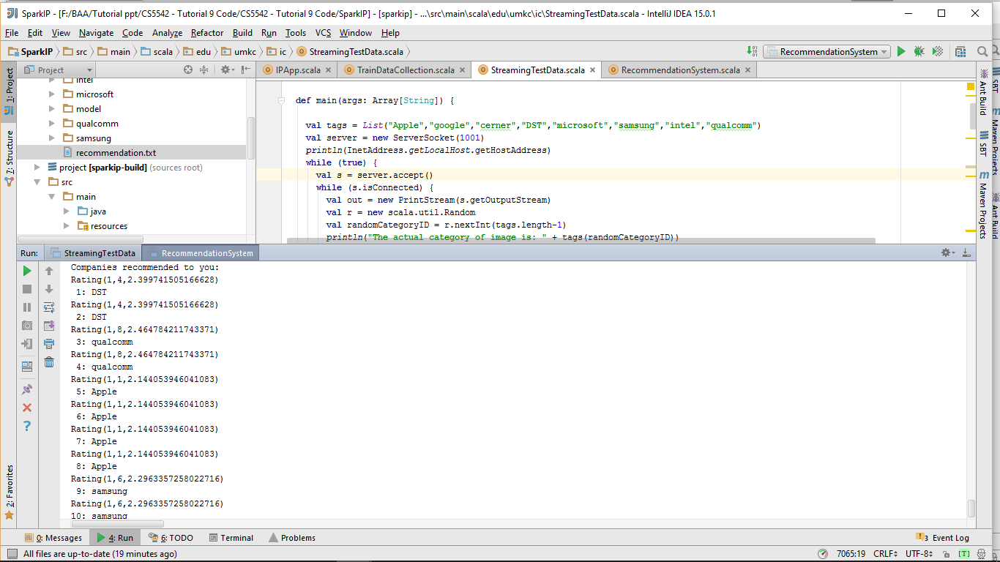 SparkIP - [F:/BAA/Tutorial ppt/CS5542 - Tutorial 9 Code/CS5542 - Tutorial 9 Code/SparkIP] - [sparkip] - ...\src\main\scala\edu\umkc\ic\StreamingTestData.scala - IntelliJ IDEA 15.0.1
File Edit View Navigate Code Analyze Refactor Build Run Tools VCS Window Help
SparkIP src main scala edu umkc ic StreamingTestData.scala RecommendationSystem
Project IPApp.scala TrainDataCollection.scala StreamingTestData.scala RecommendationSystem.scala
1: Project
7: Structure
2: Favorites
intel
microsoft
model
qualcomm
samsung
recommendation.txt
project [sparkip-build] (sources root)
src
main
java
resources
def main(args: Array[String]) {
val tags = List("Apple","google","cerner","DST","microsoft","samsung","intel","qualcomm")
val server = new ServerSocket(1001)
println(InetAddress.getLocalHost.getHostAddress)
while (true) {
val s = server.accept()
while (s.isConnected) {
val out = new PrintStream(s.getOutputStream)
val r = new scala.util.Random
val randomCategoryID = r.nextInt(tags.length-1)
println("The actual category of image is: " + tags(randomCategoryID))
Ant Build
SBT
Maven Projects
SBT
Maven Projects
Ant Build
Run: StreamingTestData RecommendationSystem
Companies recommended to you:
Rating(1,4,2.399741505166628)
1: DST
Rating(1,4,2.399741505166628)
2: DST
Rating(1,8,2.464784211743371)
3: qualcomm
Rating(1,8,2.464784211743371)
4: qualcomm
Rating(1,1,2.144053946041083)
5: Apple
Rating(1,1,2.144053946041083)
6: Apple
Rating(1,1,2.144053946041083)
7: Apple
Rating(1,1,2.144053946041083)
8: Apple
Rating(1,6,2.2963357258022716)
9: samsung
Rating(1,6,2.2963357258022716)
10: samsung
0: Messages 4: Run 6: TODO Terminal Problems 3 Event Log
All files are up-to-date (19 minutes ago) 7065:19 CRLF UTF-8 [T]